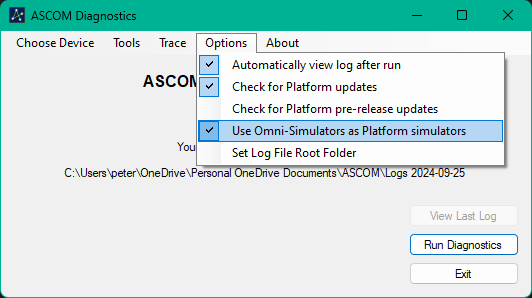 ASCOM Diagnostics
Choose Device Tools Trace Options About
Automatically view log after run
Check for Platform updates
Check for Platform pre-release updates
Use Omni-Simulators as Platform simulators
Set Log File Root Folder
ASCOM
You
C:\Users\peter\OneDrive\Personal OneDrive Documents\ASCOM\Logs 2024-09-25
View Last Log
Run Diagnostics
Exit